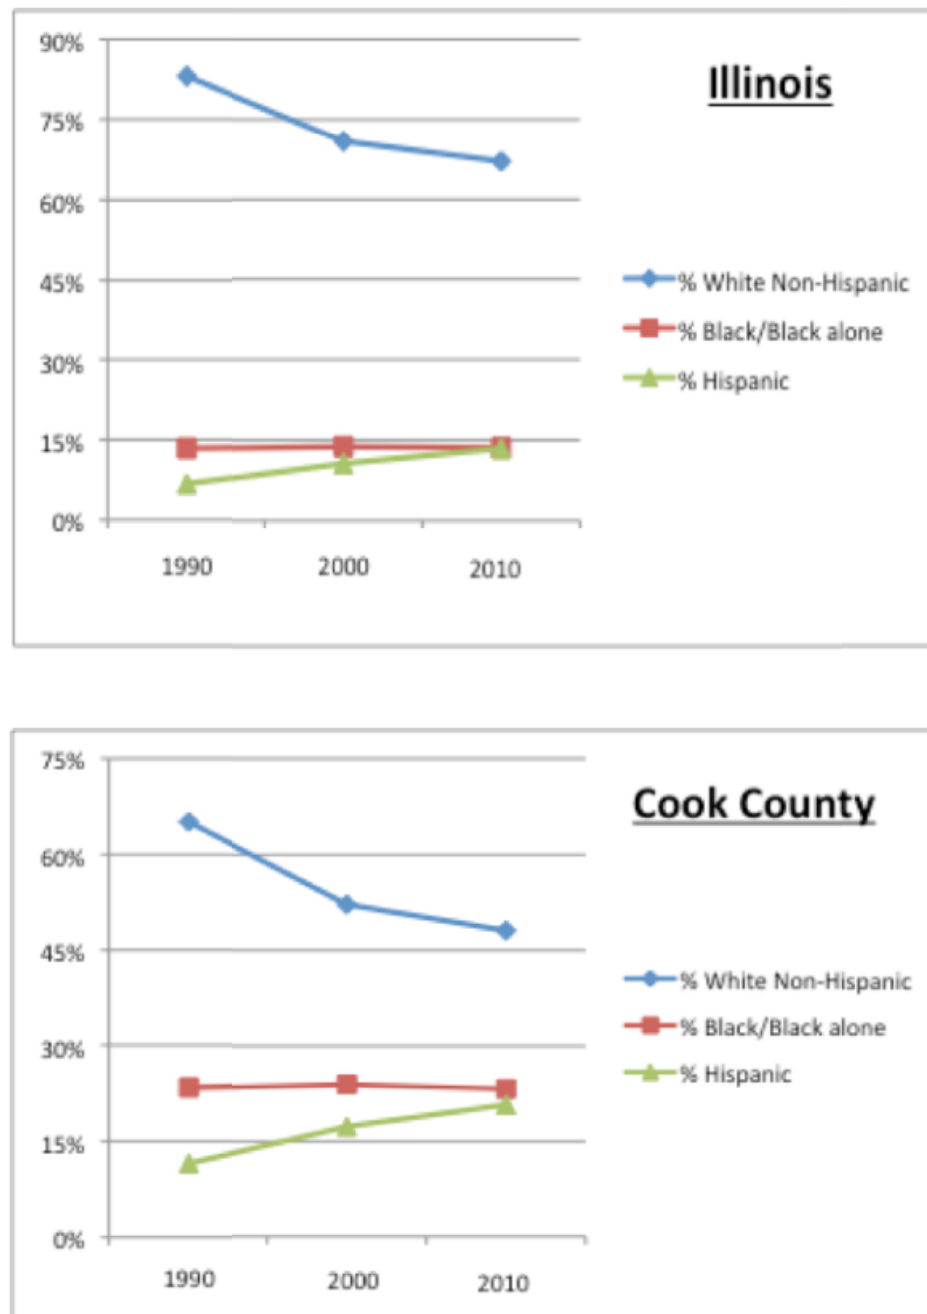 Illinois
90%
75%
60%
45%
30%
15%
0%
1990 2000 2010
% White Non-Hispanic
% Black/Black alone
% Hispanic
Cook County
75%
60%
45%
30%
15%
0%
1990 2000 2010
% White Non-Hispanic
% Black/Black alone
% Hispanic